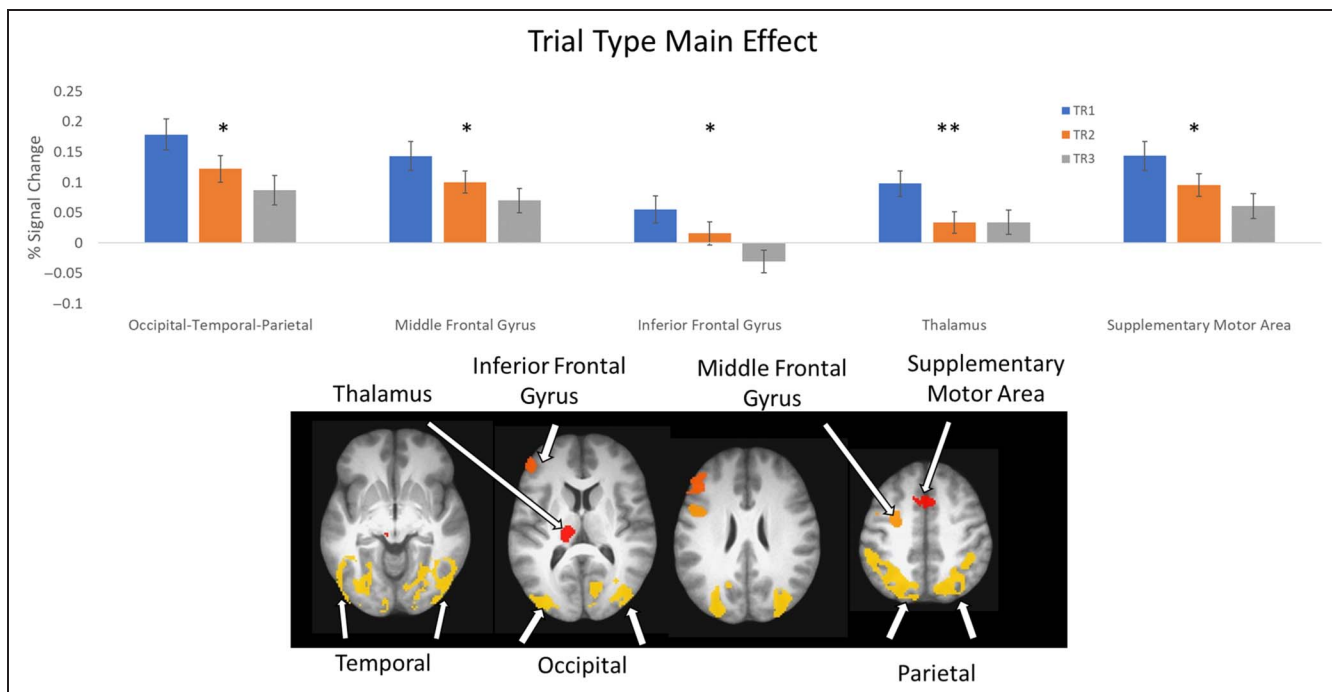 Trial Type Main Effect
% Signal Change
0.25
0.2
0.15
0.1
0.05
0
–0.05
–0.1
*
*
*
**
*
TR1
TR2
TR3
Occipital-Temporal-Parietal
Middle Frontal Gyrus
Inferior Frontal Gyrus
Thalamus
Supplementary Motor Area
Thalamus
Inferior Frontal
Gyrus
Middle Frontal
Gyrus
Supplementary
Motor Area
Temporal
Occipital
Parietal